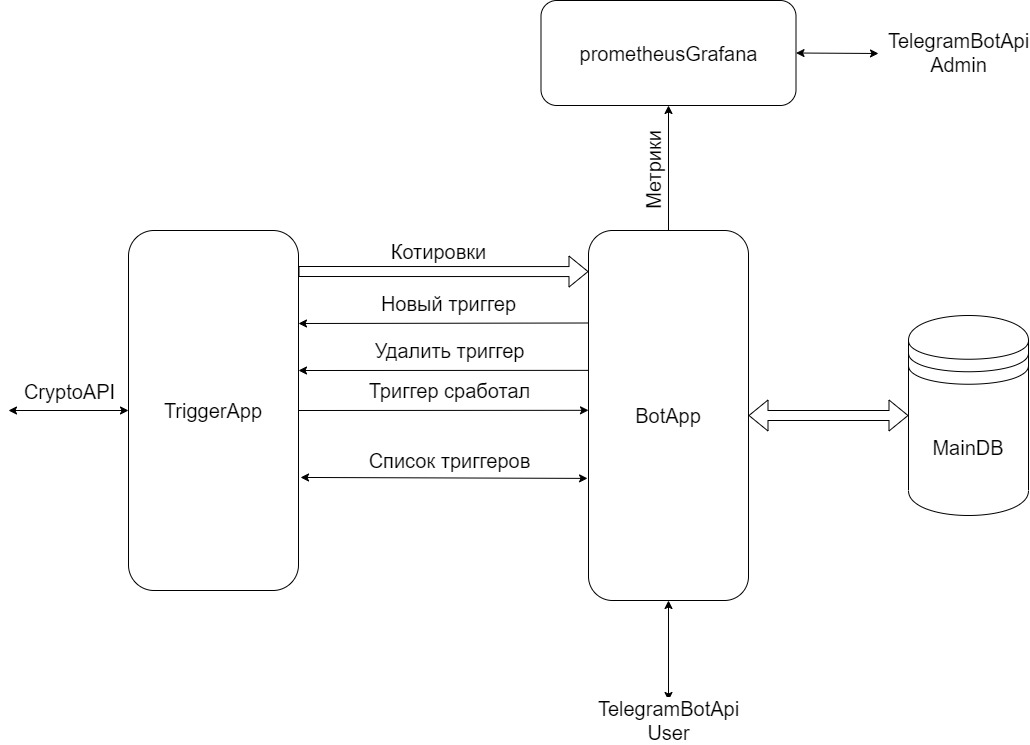 prometheusGrafana
TelegramBotApi
Admin
Метрики
Котировки
Новый триггер
Удалить триггер
CryptoAPI
Триггер сработал
TriggerApp
BotApp
MainDB
Список триггеров
TelegramBotApi
User